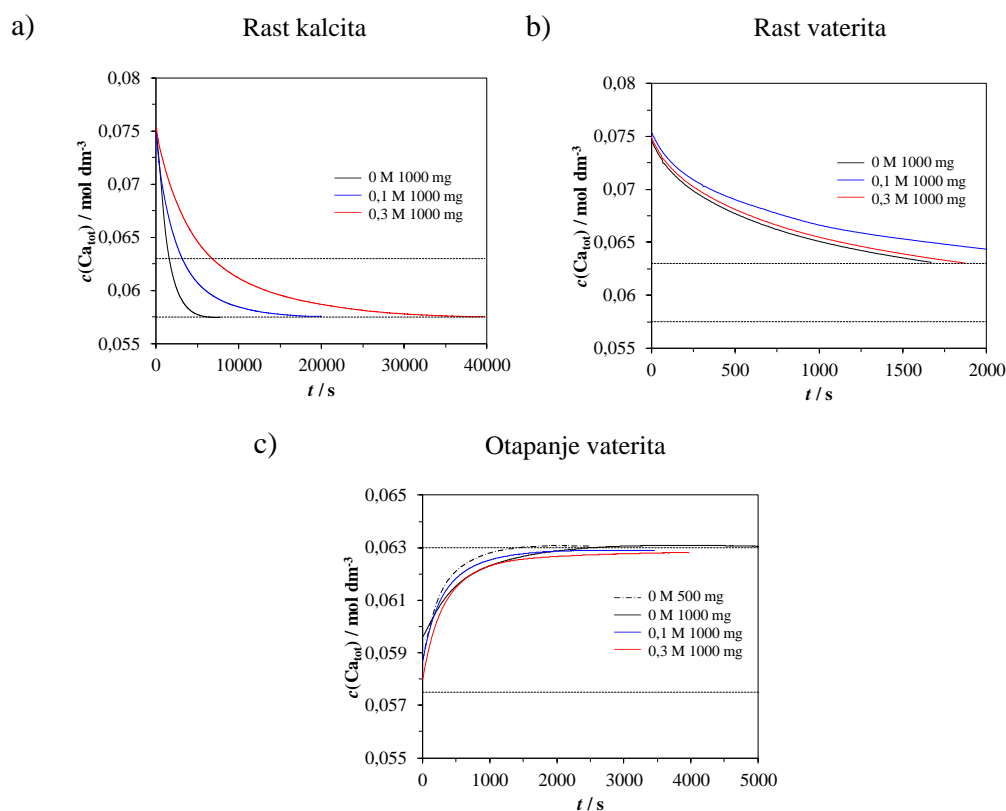 a)
Rast kalcita
c(Ca_tot) / mol dm⁻³
0,08
0,075
0,07
0,065
0,06
0,055
0 M 1000 mg
0,1 M 1000 mg
0,3 M 1000 mg
0 10000 20000 30000 40000
t / s
b)
Rast vaterita
c(Ca_tot) / mol dm⁻³
0,08
0,075
0,07
0,065
0,06
0,055
0 M 1000 mg
0,1 M 1000 mg
0,3 M 1000 mg
0 500 1000 1500 2000
t / s
c)
Otapanje vaterita
c(Ca_tot) / mol dm⁻³
0,065
0,063
0,061
0,059
0,057
0,055
0 M 500 mg
0 M 1000 mg
0,1 M 1000 mg
0,3 M 1000 mg
0 1000 2000 3000 4000 5000
t / s